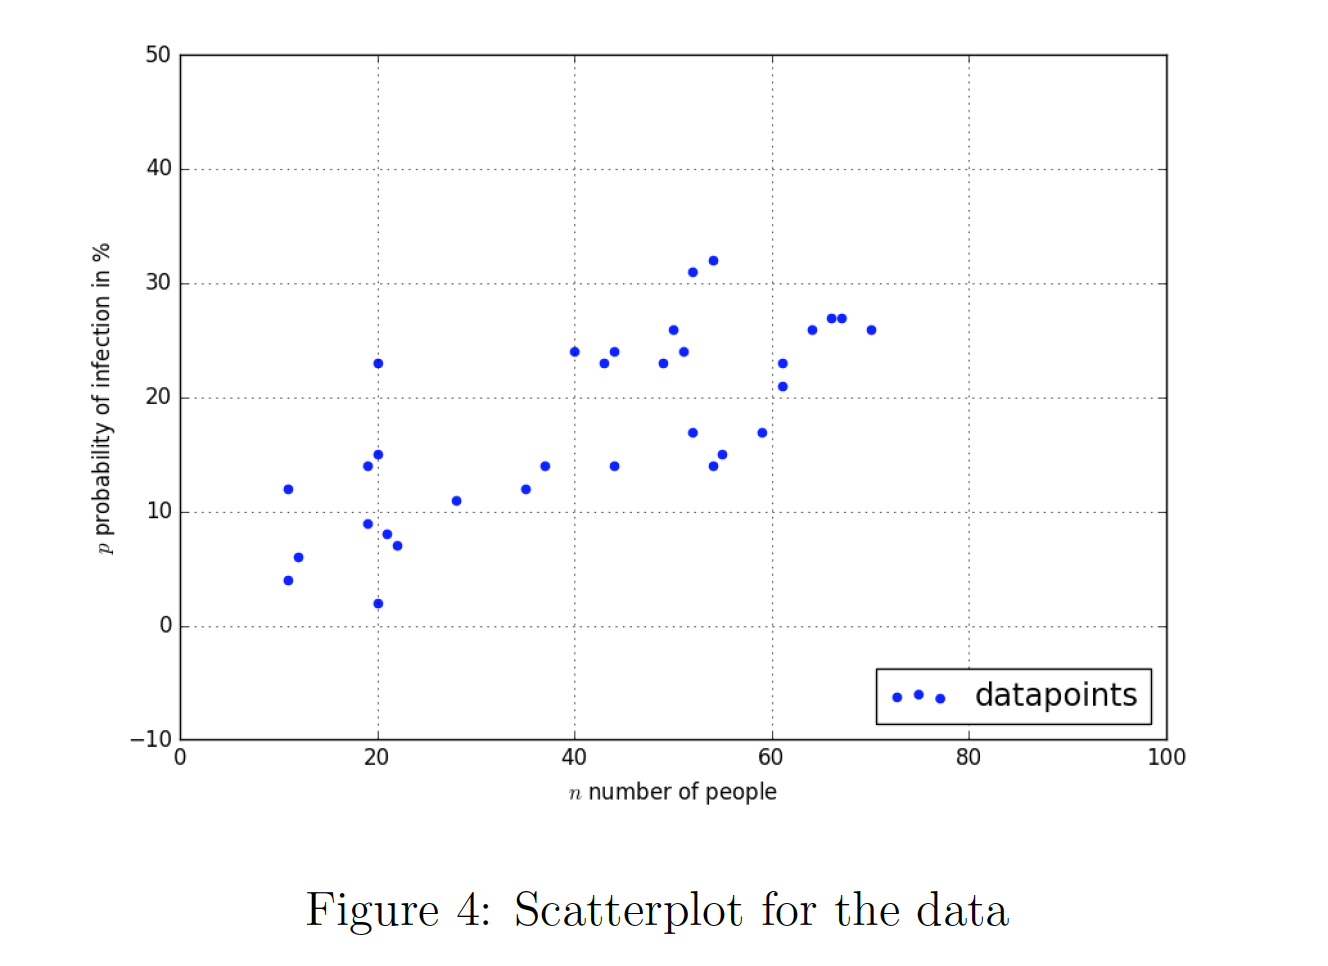 50
40
30
20
10
0
−10
0 20 40 60 80 100
p probability of infection in %
n number of people
datapoints
Figure 4: Scatterplot for the data